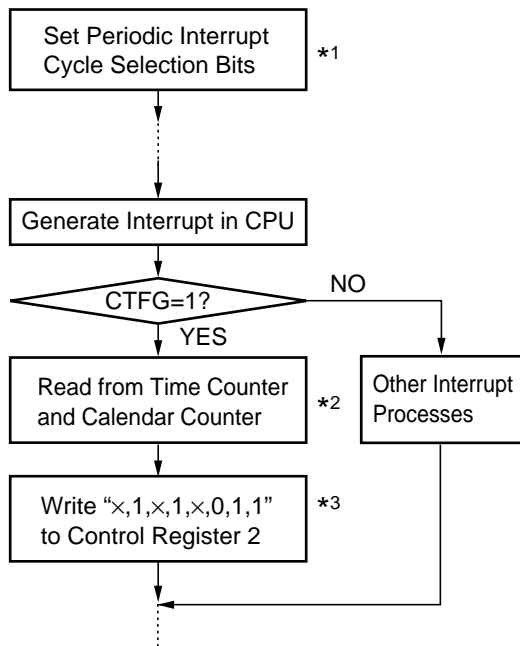 Set Periodic Interrupt
Cycle Selection Bits
*1
Generate Interrupt in CPU
CTFG=1?
NO
YES
Read from Time Counter
and Calendar Counter
*2
Other Interrupt
Processes
Write “×,1,×,1,×,0,1,1”
to Control Register 2
*3